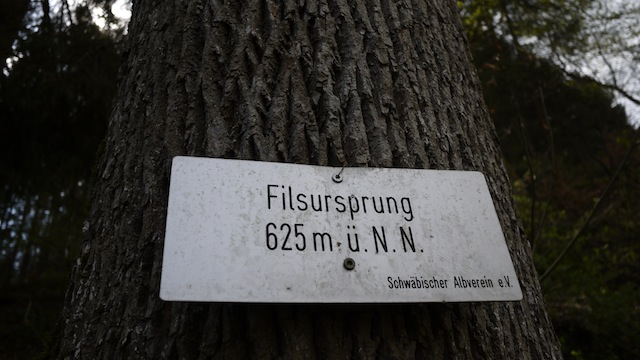 Filsursprung
625 m ü. N.N.
Schwäbischer Albverein e.V.